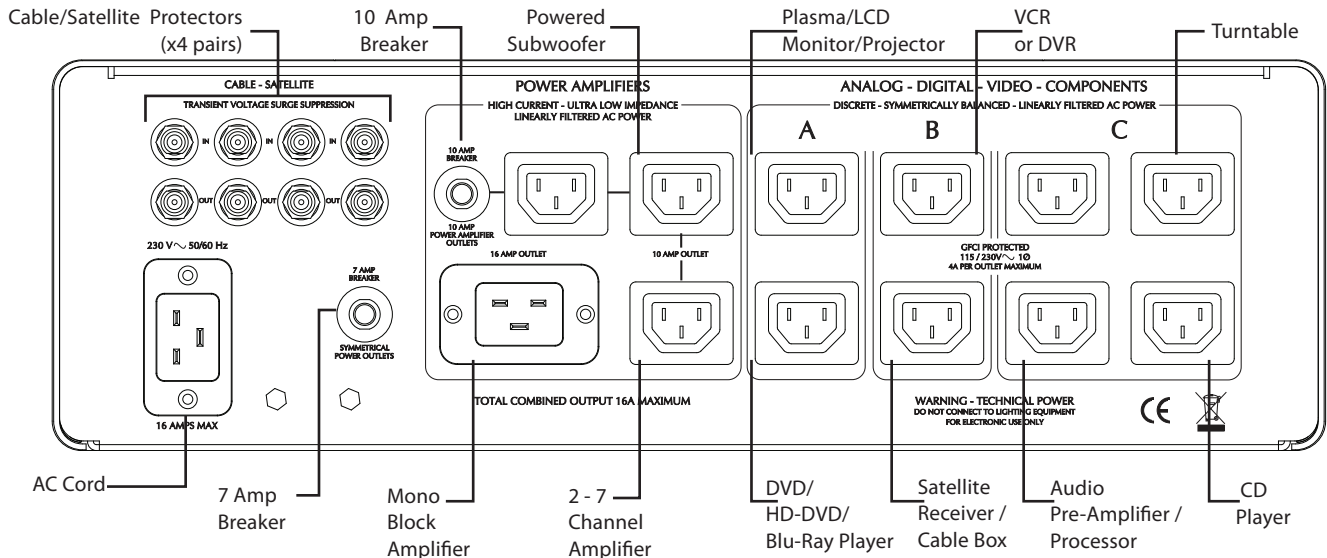 Cable/Satellite Protectors
(x4 pairs)
10 Amp
Breaker
Powered
Subwoofer
Plasma/LCD
Monitor/Projector
VCR
or DVR
Turntable
CABLE - SATELLITE
TRANSIENT VOLTAGE SURGE SUPPRESSION
IN
IN
IN
OUT
OUT
OUT
230 V～ 50/60 Hz
16 AMPS MAX
7 AMP
BREAKER
SYMMETRICAL
POWER OUTLETS
POWER AMPLIFIERS
HIGH CURRENT - ULTRA LOW IMPEDANCE
LINEARLY FILTERED AC POWER
10 AMP
BREAKER
10 AMP
POWER AMPLIFIER
OUTLETS
16 AMP OUTLET
10 AMP OUTLET
TOTAL COMBINED OUTPUT 16A MAXIMUM
ANALOG - DIGITAL - VIDEO - COMPONENTS
DISCRETE - SYMMETRICALLY BALANCED - LINEARLY FILTERED AC POWER
A
B
C
GFCI PROTECTED
115 / 230V～ 1Ø
4A PER OUTLET MAXIMUM
WARNING - TECHNICAL POWER
DO NOT CONNECT TO LIGHTING EQUIPMENT
FOR ELECTRONIC USE ONLY
CE
AC Cord
7 Amp
Breaker
Mono
Block
Amplifier
2 - 7
Channel
Amplifier
DVD/
HD-DVD/
Blu-Ray Player
Satellite
Receiver /
Cable Box
Audio
Pre-Amplifier /
Processor
CD
Player